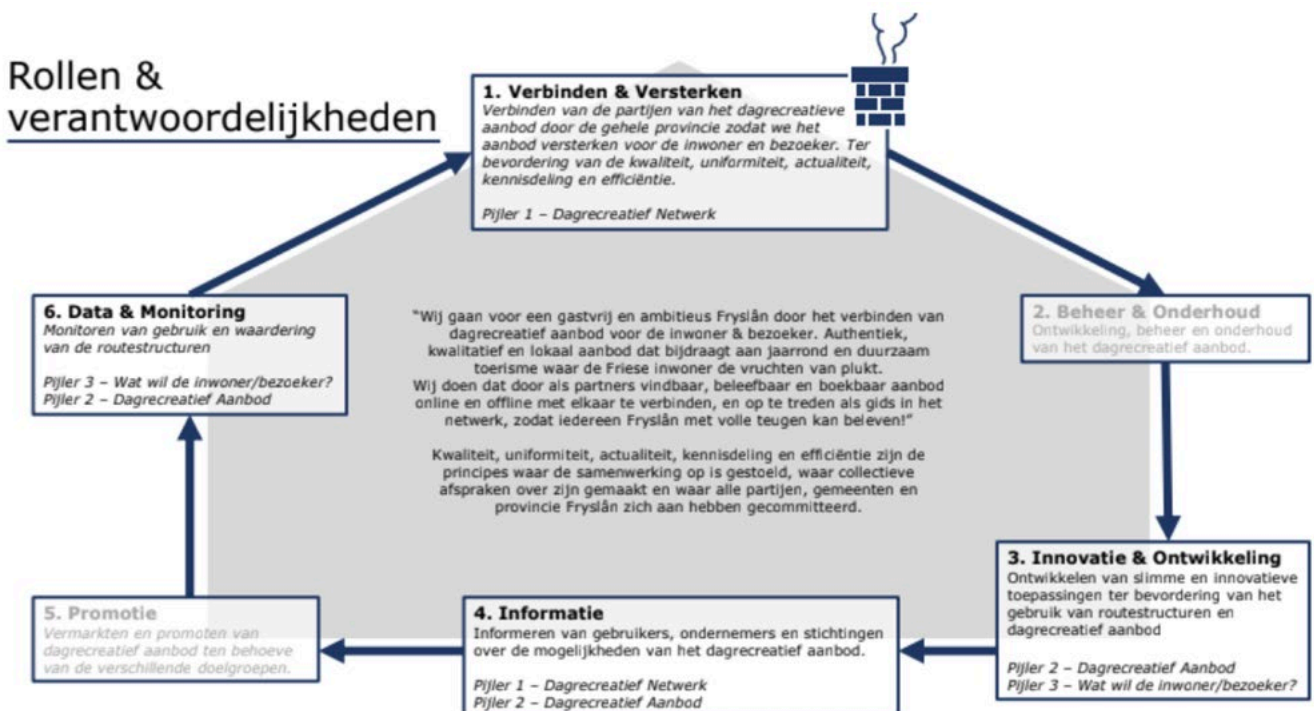 Rollen &
verantwoordelijkheden
1. Verbinden & Versterken
Verbinden van de partijen van het dagrecreatieve
aanbod door de gehele provincie zodat we het
aanbod versterken voor de inwoner en bezoeker. Ter
bevordering van de kwaliteit, uniformiteit, actualiteit,
kennisdeling en efficiëntie.
Pijler 1 – Dagrecreatief Netwerk
2. Beheer & Onderhoud
Ontwikkeling, beheer en onderhoud
van het dagrecreatief aanbod.
3. Innovatie & Ontwikkeling
Ontwikkelen van slimme en innovatieve
toepassingen ter bevordering van het
gebruik van routestructuren en
dagrecreatief aanbod
Pijler 2 – Dagrecreatief Aanbod
Pijler 3 – Wat wil de inwoner/bezoeker?
4. Informatie
Informeren van gebruikers, ondernemers en stichtingen
over de mogelijkheden van het dagrecreatief aanbod.
Pijler 1 – Dagrecreatief Netwerk
Pijler 2 – Dagrecreatief Aanbod
5. Promotie
Vermarkten en promoten van
dagrecreatief aanbod ten behoeve
van de verschillende doelgroepen.
6. Data & Monitoring
Monitoren van gebruik en waardering
van de routestructuren
Pijler 3 – Wat wil de inwoner/bezoeker?
Pijler 2 – Dagrecreatief Aanbod
"Wij gaan voor een gastvrij en ambitieus Fryslân door het verbinden van
dagrecreatief aanbod voor de inwoner & bezoeker. Authentiek,
kwalitatief en lokaal aanbod dat bijdraagt aan jaarrond en duurzaam
toerisme waar de Friese inwoner de vruchten van plukt.
Wij doen dat door als partners vindbaar, beleefbaar en boekbaar aanbod
online en offline met elkaar te verbinden, en op te treden als gids in het
netwerk, zodat iedereen Fryslân met volle teugen kan beleven!"
Kwaliteit, uniformiteit, actualiteit, kennisdeling en efficiëntie zijn de
principes waar de samenwerking op is gestoeld, waar collectieve
afspraken over zijn gemaakt en waar alle partijen, gemeenten en
provincie Fryslân zich aan hebben gecommitteerd.